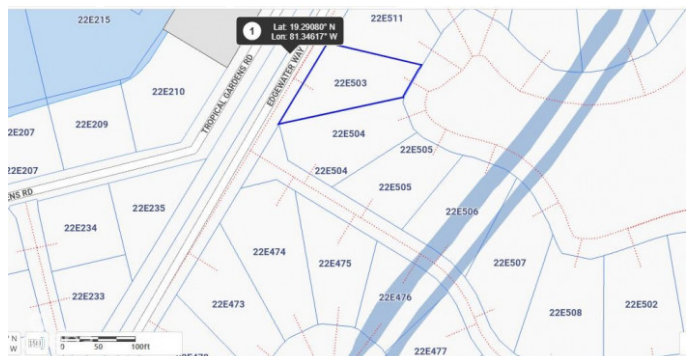 22E215
1
Lat: 19.29080° N
Lon: 81.34617° W
22E511
22E503
22E210
TROPICAL GARDENS RD
EDGEWATER WAY
22E207
22E209
22E504
22E505
22E207
22E504
22E505
ENS RD
22E235
22E506
22E234
22E474
22E475
22E507
22E233
22E476
22E473
22E508
22E502
22E477
° N
W
0
50
100ft